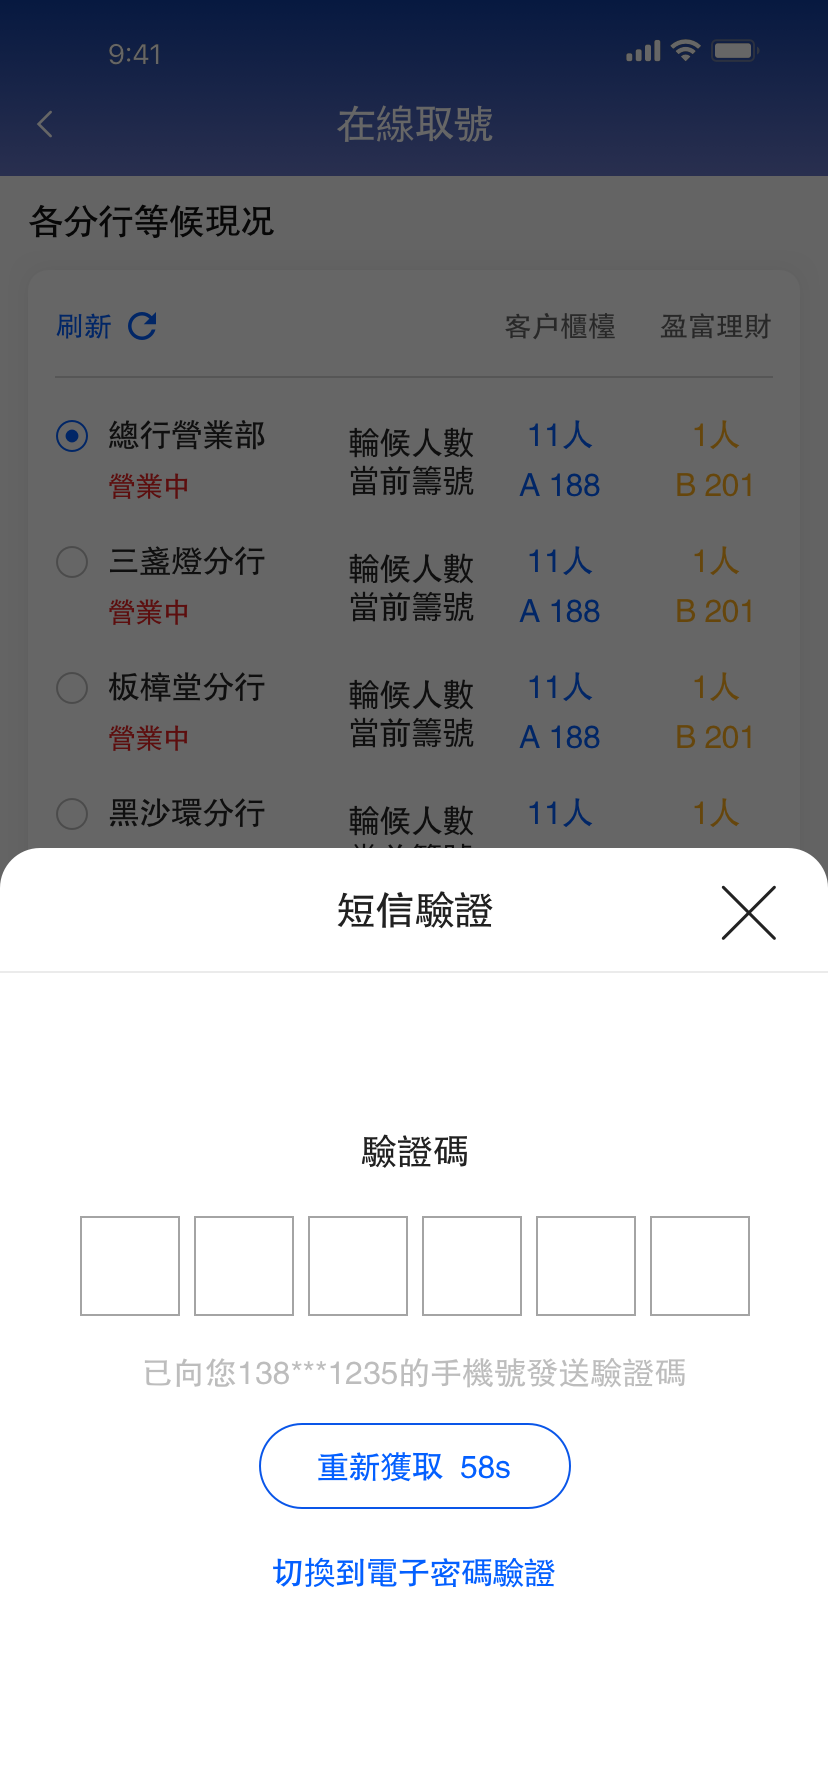 9:41
在線取號
各分行等候現况
刷新 客户櫃檯 盈富理財
總行營業部 輪候人數 11人 1人
營業中 當前籌號 A 188 B 201
三盞燈分行 輪候人數 11人 1人
營業中 當前籌號 A 188 B 201
板樟堂分行 輪候人數 11人 1人
營業中 當前籌號 A 188 B 201
黑沙環分行 輪候人數 11人 1人
短信驗證
驗證碼
已向您138***1235的手機號發送驗證碼
重新獲取 58s
切換到電子密碼驗證